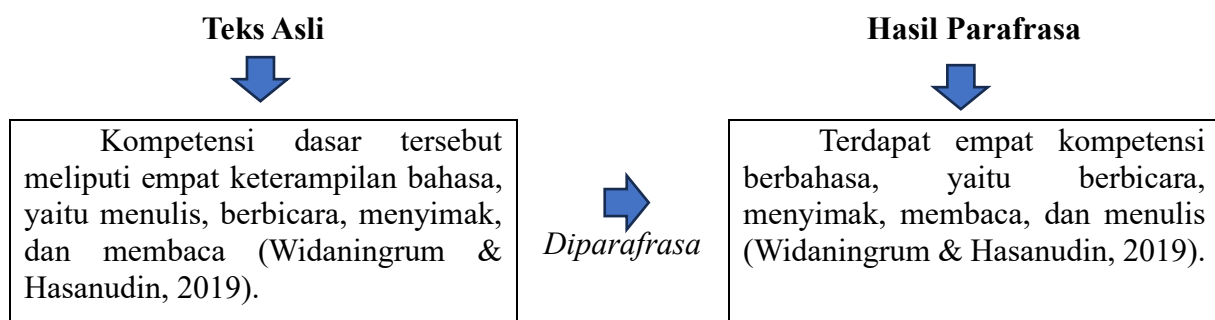 Teks Asli
Hasil Parafrasa
Kompetensi dasar tersebut
meliputi empat keterampilan bahasa,
yaitu menulis, berbicara, menyimak,
dan membaca (Widaningrum &
Hasanudin, 2019).
Diparafrasa
Terdapat empat kompetensi
berbahasa, yaitu berbicara,
menyimak, membaca, dan menulis
(Widaningrum & Hasanudin, 2019).